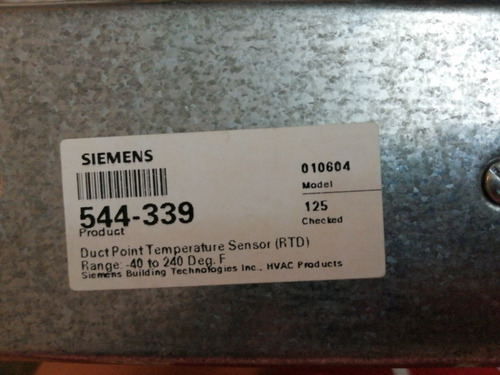 SIEMENS
010604
Model
544-339
125
Product
Checked
Duct Point Temperature Sensor (RTD)
Range: -40 to 240 Deg. F
Siemens Building Technologies Inc., HVAC Products